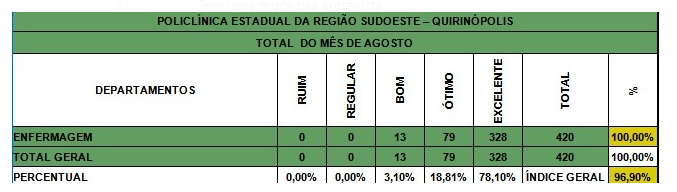 POLICLÍNICA ESTADUAL DA REGIÃO SUDOESTE – QUIRINÓPOLIS
TOTAL DO MÊS DE AGOSTO
DEPARTAMENTOS RUIM REGULAR BOM ÓTIMO EXCELENTE TOTAL %
ENFERMAGEM 0 0 13 79 328 420 100,00%
TOTAL GERAL 0 0 13 79 328 420 100,00%
PERCENTUAL 0,00% 0,00% 3,10% 18,81% 78,10% ÍNDICE GERAL 96,90%